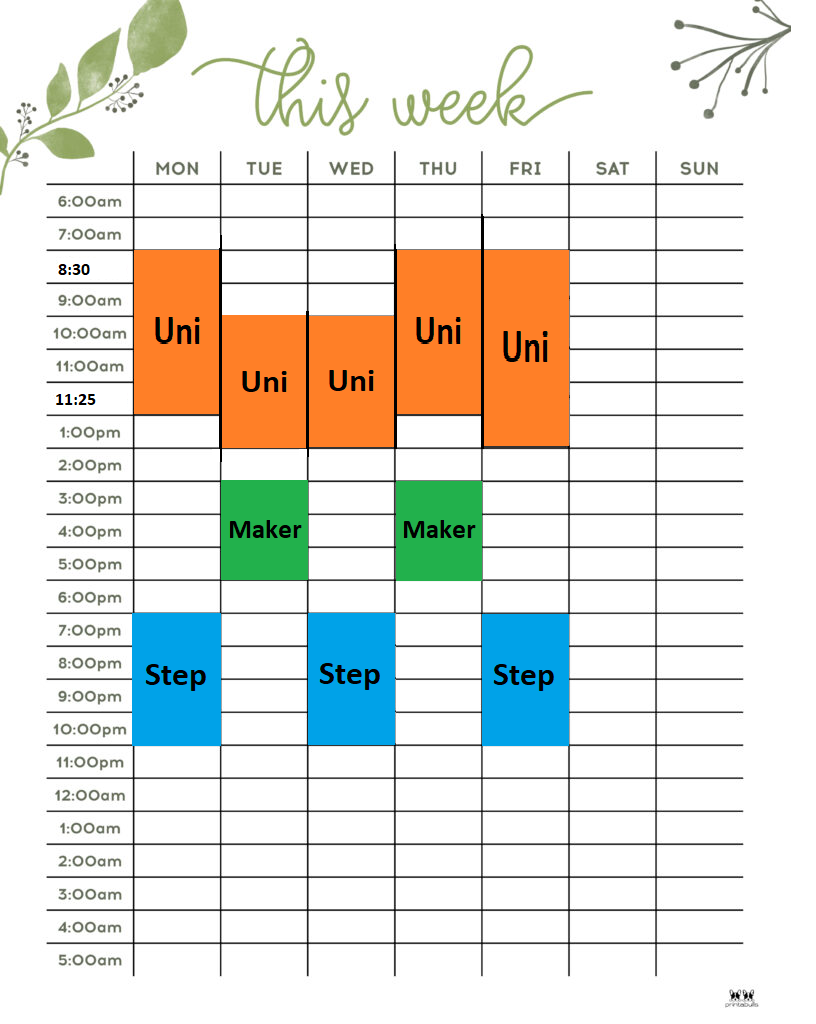 this week
MON TUE WED THU FRI SAT SUN
6:00am
7:00am
8:30
9:00am
10:00am Uni Uni Uni
11:00am Uni Uni
11:25
1:00pm
2:00pm
3:00pm
4:00pm Maker Maker
5:00pm
6:00pm
7:00pm
8:00pm Step Step Step
9:00pm
10:00pm
11:00pm
12:00am
1:00am
2:00am
3:00am
4:00am
5:00am
printabulls